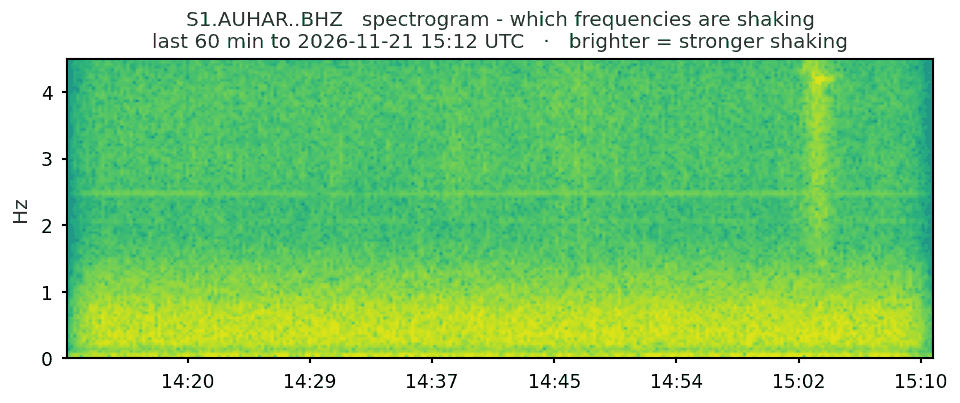 S1.AUHAR..BHZ   spectrogram - which frequencies are shaking
last 60 min to 2026-11-21 15:12 UTC   ·   brighter = stronger shaking
4
3
Hz
2
1
0
14:20 14:29 14:37 14:45 14:54 15:02 15:10